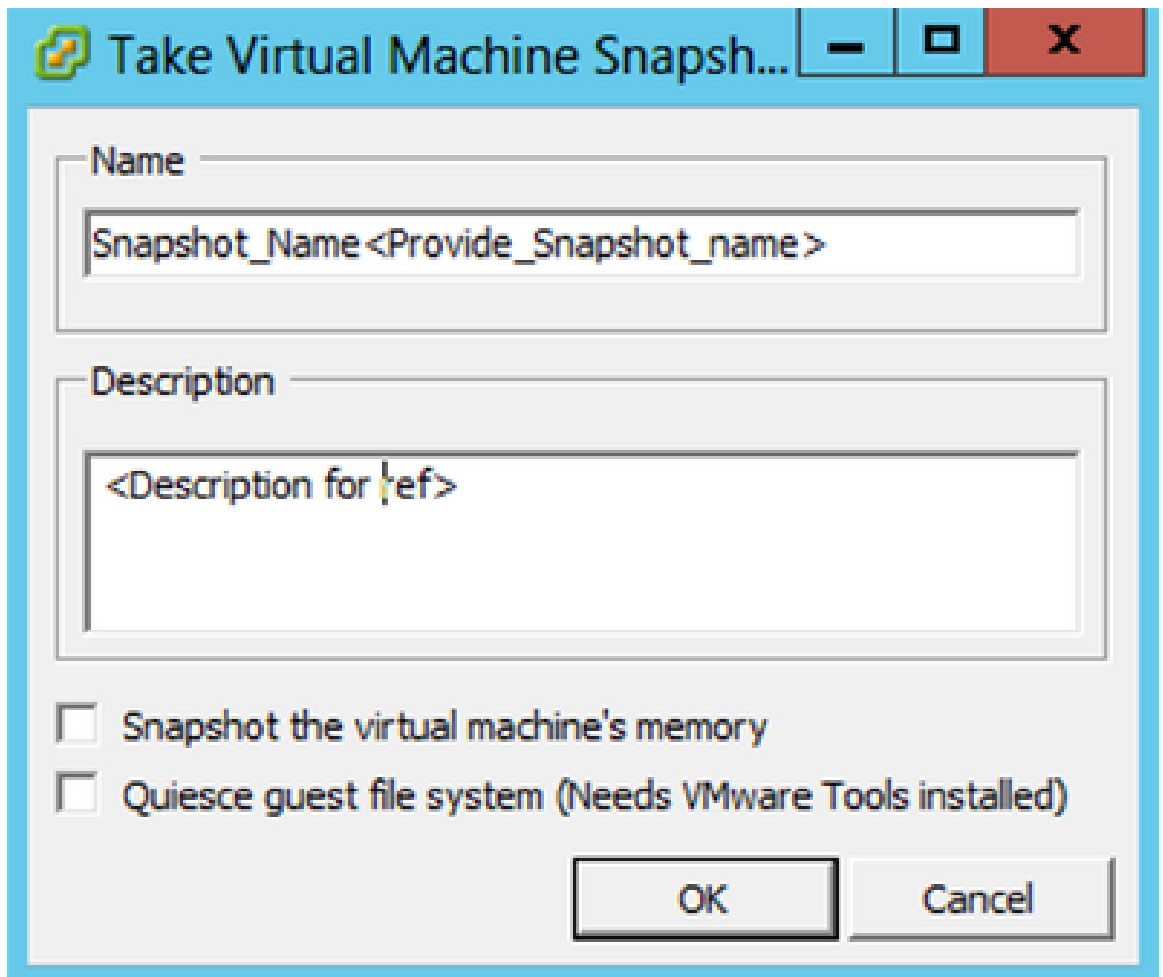 Take Virtual Machine Snapsh...
Name
Snapshot_Name<Provide_Snapshot_name>
Description
<Description for ref>
Snapshot the virtual machine's memory
Quiesce guest file system (Needs VMware Tools installed)
OK Cancel